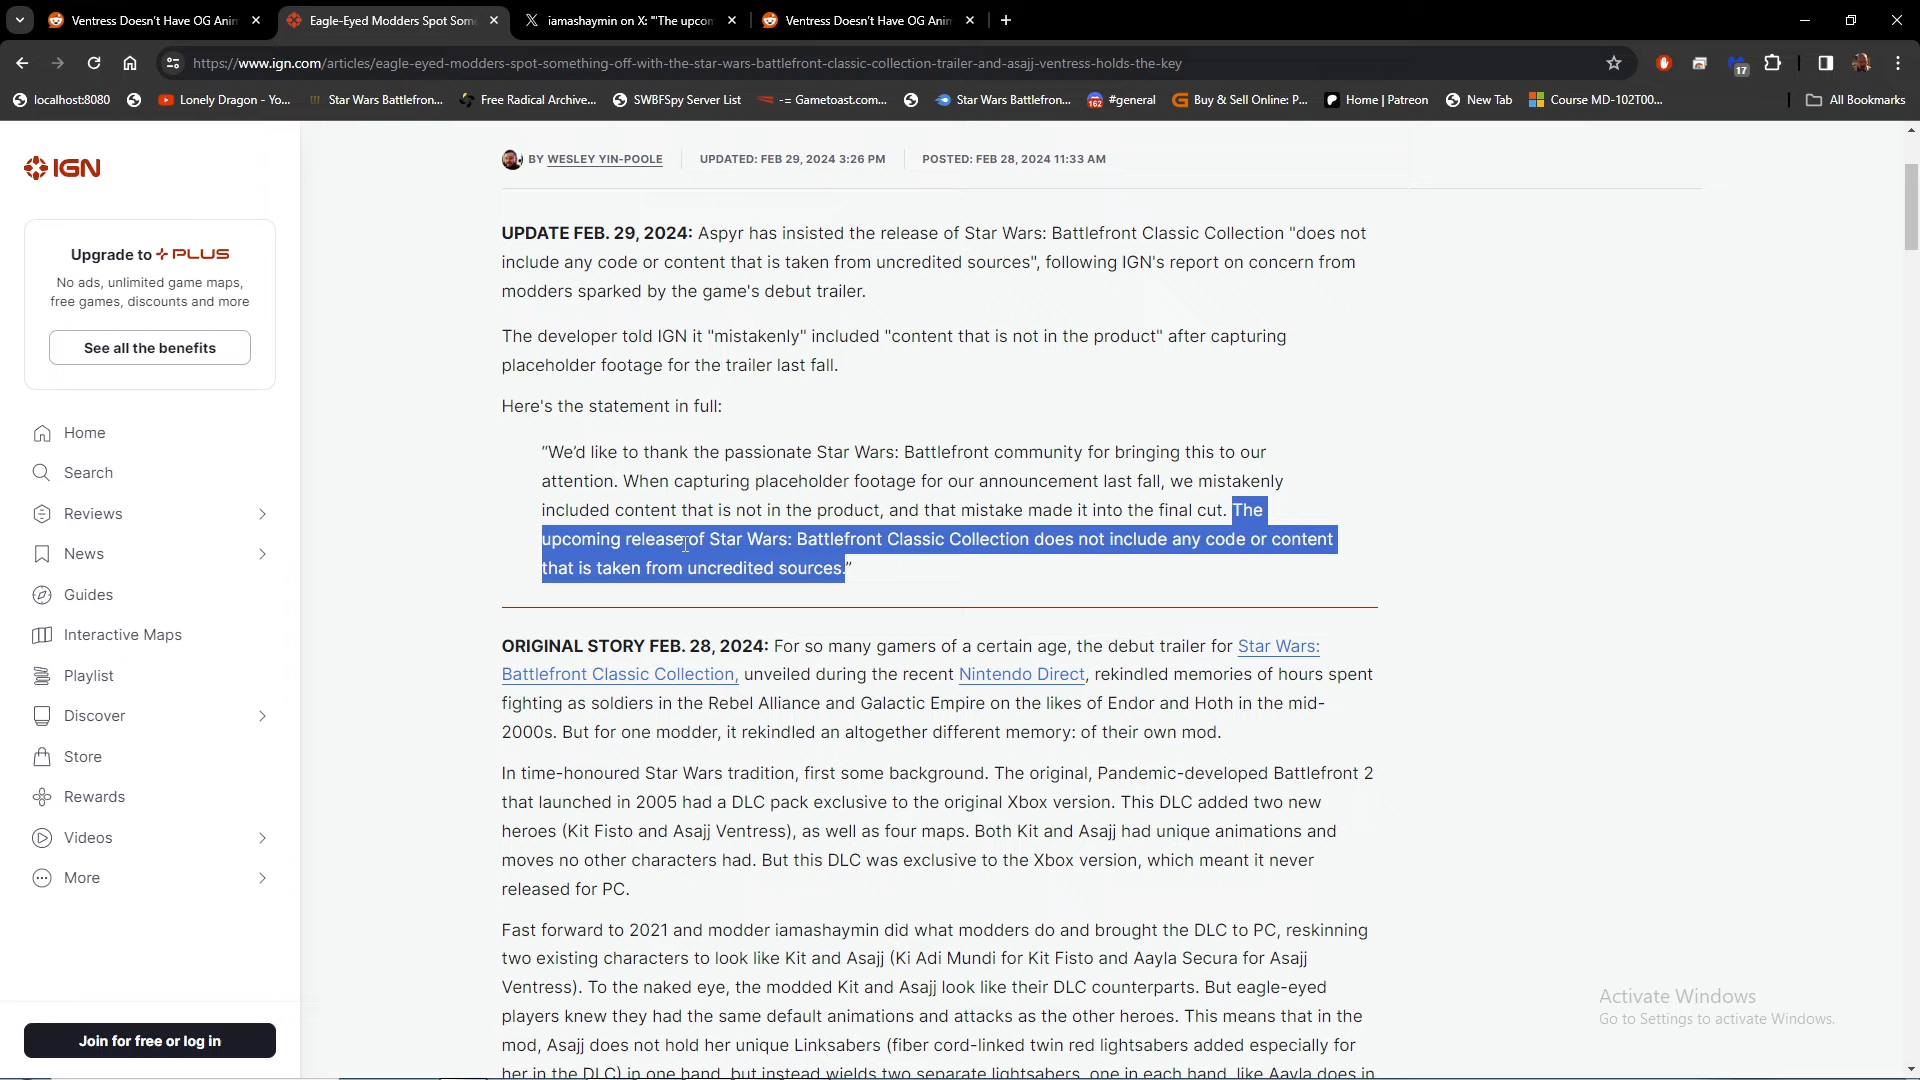 Ventress Doesn't Have OG Anin
Eagle-Eyed Modders Spot Som
iamashaymin on X: "'The upcom
Ventress Doesn't Have OG Anin
https://www.ign.com/articles/eagle-eyed-modders-spot-something-off-with-the-star-wars-battlefront-classic-collection-trailer-and-asajj-ventress-holds-the-key
17
localhost:8080
Lonely Dragon - Yo...
Star Wars Battlefron...
Free Radical Archive...
SWBFSpy Server List
-= Gametoast.com...
Star Wars Battlefron...
162
#general
Buy & Sell Online: P...
Home | Patreon
New Tab
Course MD-102T00...
All Bookmarks
IGN
Upgrade to PLUS
No ads, unlimited game maps,
free games, discounts and more
See all the benefits
Home
Search
Reviews
News
Guides
Interactive Maps
Playlist
Discover
Store
Rewards
Videos
More
Join for free or log in
BY WESLEY YIN-POOLE
UPDATED: FEB 29, 2024 3:26 PM
POSTED: FEB 28, 2024 11:33 AM
UPDATE FEB. 29, 2024: Aspyr has insisted the release of Star Wars: Battlefront Classic Collection "does not
include any code or content that is taken from uncredited sources", following IGN's report on concern from
modders sparked by the game's debut trailer.
The developer told IGN it "mistakenly" included "content that is not in the product" after capturing
placeholder footage for the trailer last fall.
Here's the statement in full:
“We’d like to thank the passionate Star Wars: Battlefront community for bringing this to our
attention. When capturing placeholder footage for our announcement last fall, we mistakenly
included content that is not in the product, and that mistake made it into the final cut. The
upcoming release of Star Wars: Battlefront Classic Collection does not include any code or content
that is taken from uncredited sources.”
ORIGINAL STORY FEB. 28, 2024: For so many gamers of a certain age, the debut trailer for Star Wars:
Battlefront Classic Collection, unveiled during the recent Nintendo Direct, rekindled memories of hours spent
fighting as soldiers in the Rebel Alliance and Galactic Empire on the likes of Endor and Hoth in the mid-
2000s. But for one modder, it rekindled an altogether different memory: of their own mod.
In time-honoured Star Wars tradition, first some background. The original, Pandemic-developed Battlefront 2
that launched in 2005 had a DLC pack exclusive to the original Xbox version. This DLC added two new
heroes (Kit Fisto and Asajj Ventress), as well as four maps. Both Kit and Asajj had unique animations and
moves no other characters had. But this DLC was exclusive to the Xbox version, which meant it never
released for PC.
Fast forward to 2021 and modder iamashaymin did what modders do and brought the DLC to PC, reskinning
two existing characters to look like Kit and Asajj (Ki Adi Mundi for Kit Fisto and Aayla Secura for Asajj
Ventress). To the naked eye, the modded Kit and Asajj look like their DLC counterparts. But eagle-eyed
players knew they had the same default animations and attacks as the other heroes. This means that in the
mod, Asajj does not hold her unique Linksabers (fiber cord-linked twin red lightsabers added especially for
her in the DLC) in one hand, but instead wields two separate lightsabers, one in each hand, like Aayla does in
Activate Windows
Go to Settings to activate Windows.